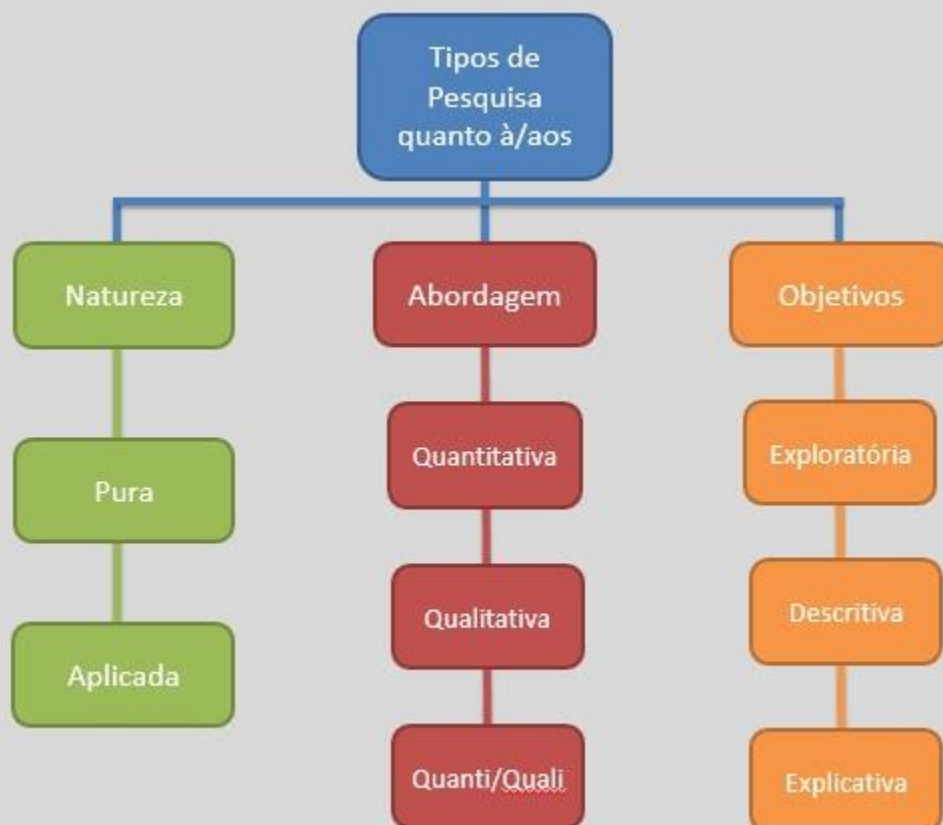 Tipos de
Pesquisa
quanto à/aos
Natureza
Abordagem
Objetivos
Pura
Aplicada
Quantitativa
Qualitativa
Quanti/Quali
Exploratória
Descritiva
Explicativa